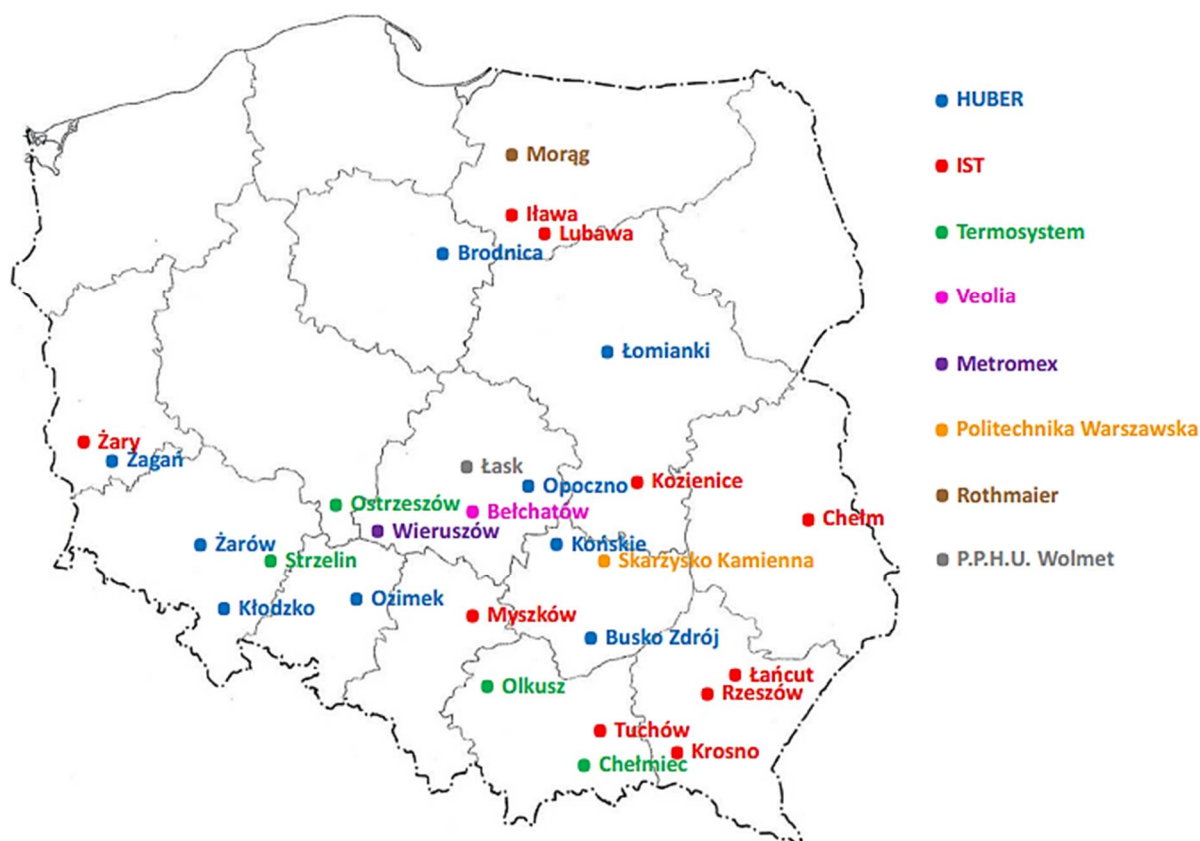 HUBER
Morąg
IST
Iława
Lubawa
Termosystem
Brodnica
Veolia
Łomianki
Metromex
Politechnika Warszawska
Żary
Żagań
Łask
Kozienice
Opoczno
Rothmaier
Ostrzeszów
Bełchatów
Chełm
Wieruszów
Żarów
Końskie
Strzelin
Skarżysko Kamienna
P.P.H.U. Wolmet
Ozimek
Kłodzko
Myszków
Busko Zdrój
Łańcut
Olkusz
Rzeszów
Tuchów
Krosno
Chełmiec